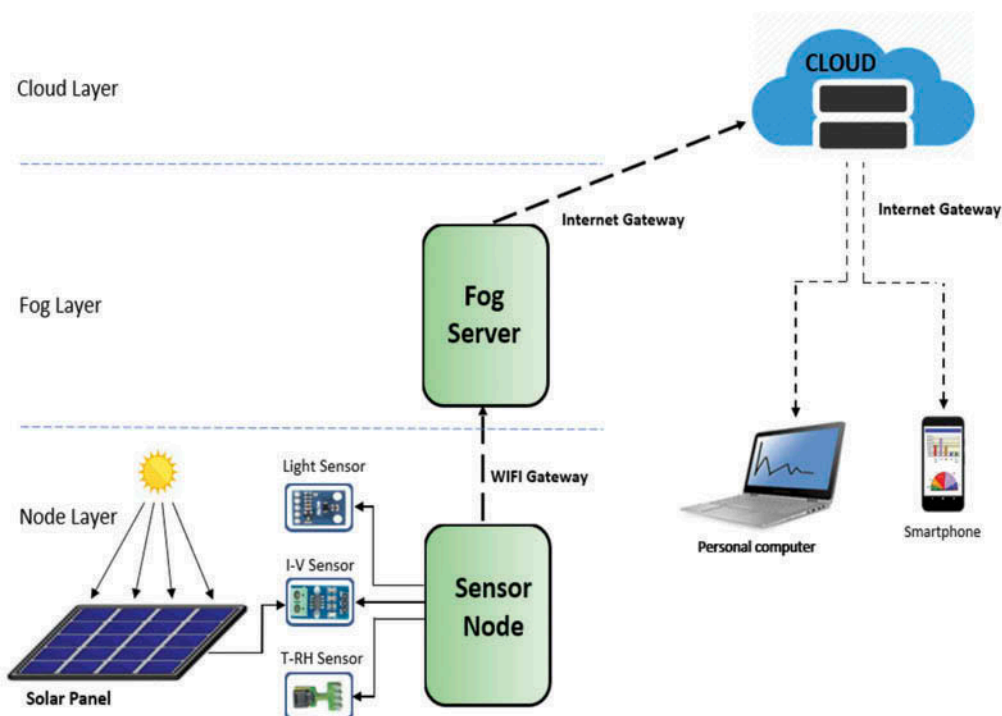 CLOUD
Cloud Layer
Internet Gateway
Internet Gateway
Fog Layer
Fog
Server
WIFI Gateway
Light Sensor
Node Layer
I-V Sensor
Sensor
Node
T-RH Sensor
Solar Panel
Personal computer
Smartphone